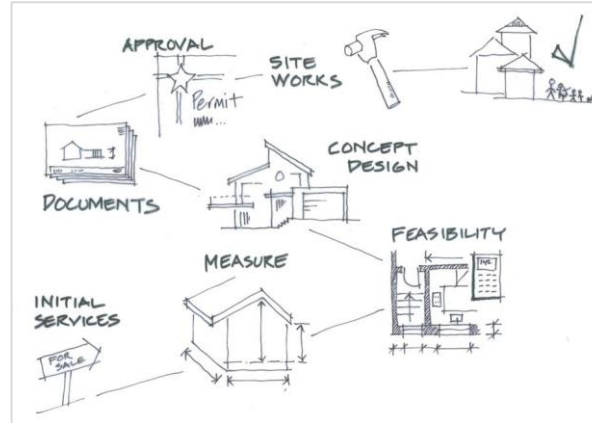 APPROVAL
SITE
WORKS
Permit
CONCEPT
DESIGN
DOCUMENTS
FEASIBILITY
MEASURE
INITIAL
SERVICES
FOR
SALE